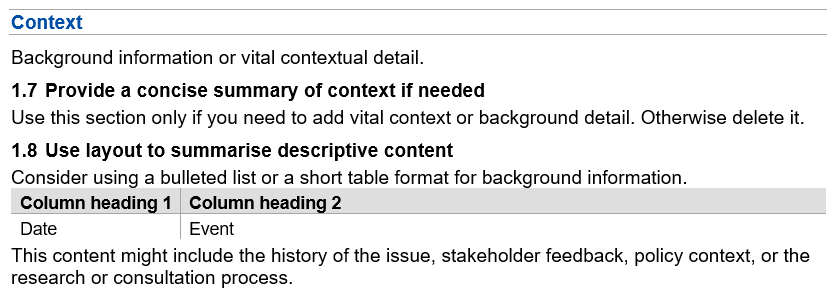 Context
Background information or vital contextual detail.
1.7 Provide a concise summary of context if needed
Use this section only if you need to add vital context or background detail. Otherwise delete it.
1.8 Use layout to summarise descriptive content
Consider using a bulleted list or a short table format for background information.
Column heading 1 Column heading 2
Date Event
This content might include the history of the issue, stakeholder feedback, policy context, or the
research or consultation process.